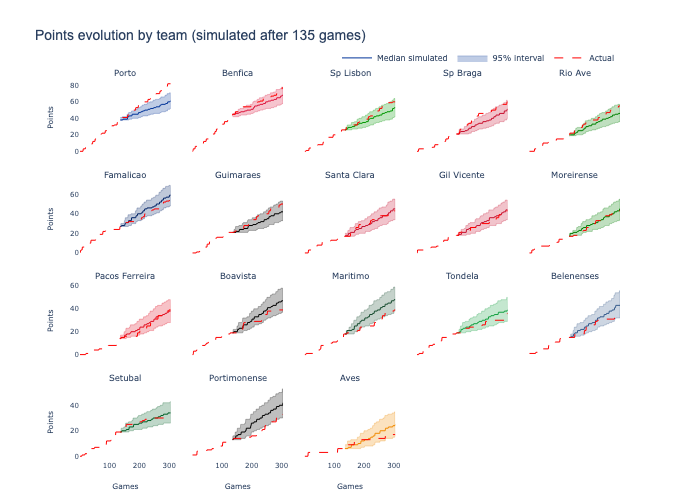 Points evolution by team (simulated after 135 games)
Median simulated 95% interval Actual
Porto Benfica Sp Lisbon Sp Braga Rio Ave
80
60
40
20
0
Points
Famalicao Guimaraes Santa Clara Gil Vicente Moreirense
60
40
20
0
Points
Pacos Ferreira Boavista Maritimo Tondela Belenenses
60
40
20
0
Points
Setubal Portimonense Aves
40
20
0
Points
100 200 300 100 200 300 100 200 300
Games Games Games